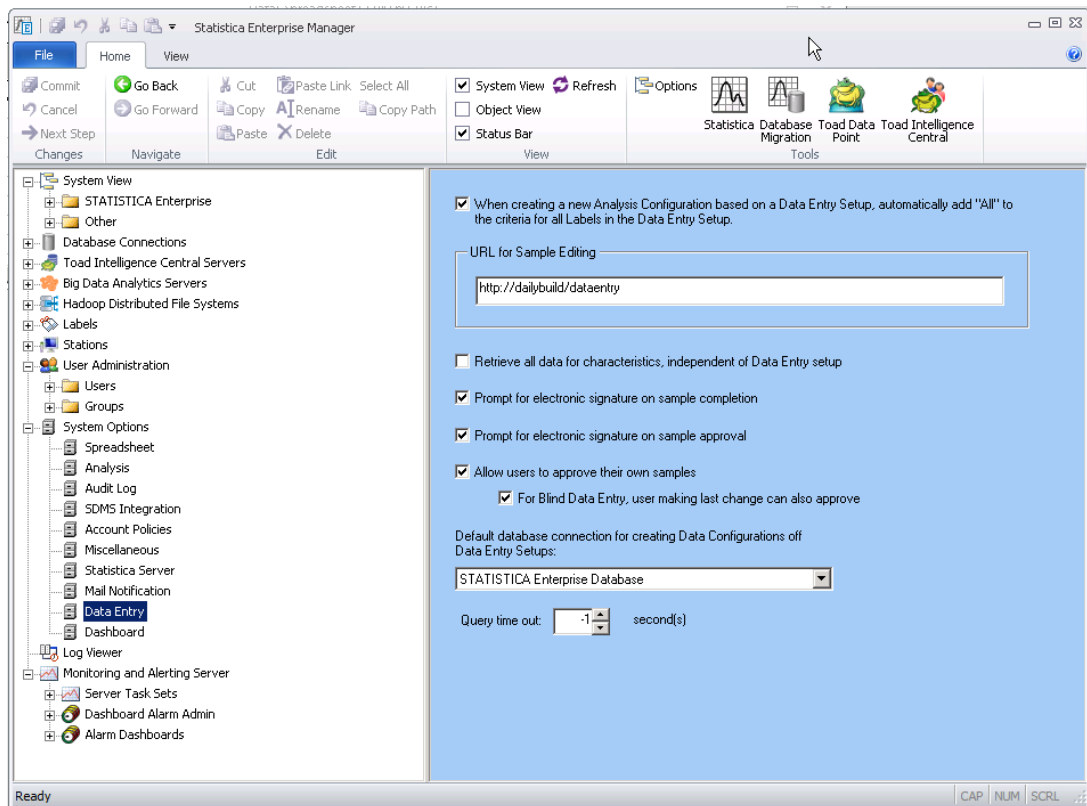 Statistica Enterprise Manager
File
Home
View
Commit
Cancel
Next Step
Changes
Go Back
Go Forward
Navigate
Cut
Copy
Paste
Paste Link
Rename
Delete
Select All
Copy Path
Edit
System View
Refresh
Object View
Status Bar
View
Options
Statistica
Database
Migration
Toad Data
Point
Toad Intelligence
Central
Tools
System View
STATISTICA Enterprise
Other
Database Connections
Toad Intelligence Central Servers
Big Data Analytics Servers
Hadoop Distributed File Systems
Labels
Stations
User Administration
Users
Groups
System Options
Spreadsheet
Analysis
Audit Log
SDMS Integration
Account Policies
Miscellaneous
Statistica Server
Mail Notification
Data Entry
Dashboard
Log Viewer
Monitoring and Alerting Server
Server Task Sets
Dashboard Alarm Admin
Alarm Dashboards
When creating a new Analysis Configuration based on a Data Entry Setup, automatically add "All" to
the criteria for all Labels in the Data Entry Setup.
URL for Sample Editing
http://dailybuild/dataentry
Retrieve all data for characteristics, independent of Data Entry setup
Prompt for electronic signature on sample completion
Prompt for electronic signature on sample approval
Allow users to approve their own samples
For Blind Data Entry, user making last change can also approve
Default database connection for creating Data Configurations off
Data Entry Setups:
STATISTICA Enterprise Database
Query time out: -1 second(s)
Ready
CAP NUM SCRL